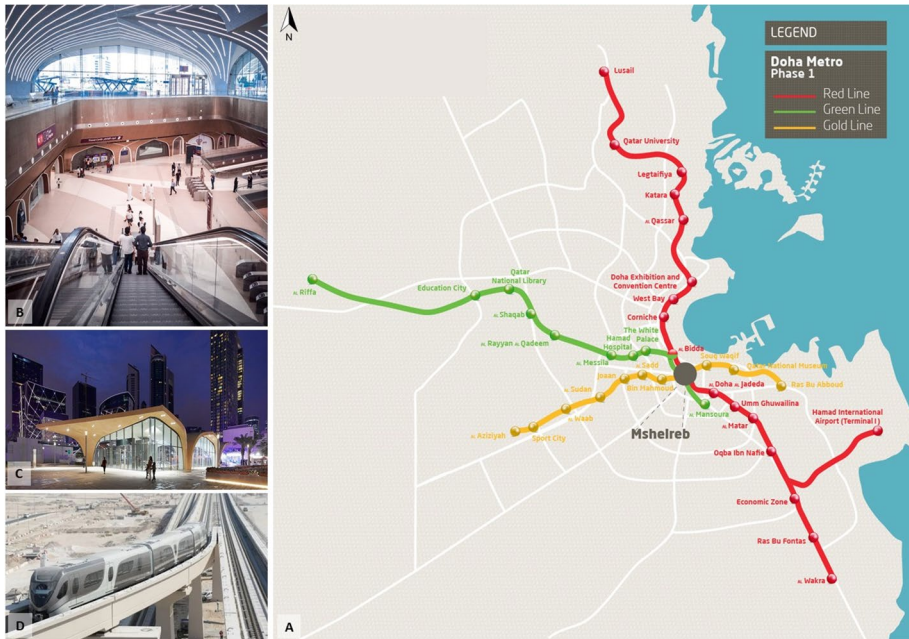 N
LEGEND
Doha Metro
Phase 1
Red Line
Green Line
Gold Line
Lusail
Qatar University
Legtaifiya
Katara
AL Qassar
Doha Exhibition and
Convention Centre
West Bay
Corniche
AL Bidda
AL Riffa
Education City
Qatar
National Library
AL Shaqab
AL Rayyan AL Qadeem
AL Messila
Hamad
Hospital
The White
Palace
AL Mansoura
AL Sadd
Joaan
Bin Mahmoud
AL Sudan
AL Waab
Sport City
AL Aziziyah
Souq Waqif
Qatar National Museum
Ras Bu Abboud
Msheireb
AL Doha AL Jadeda
Umm Ghuwailina
AL Matar
Oqba Ibn Nafie
Hamad International
Airport (Terminal 1)
Economic Zone
Ras Bu Fontas
AL Wakra
A
B
C
D